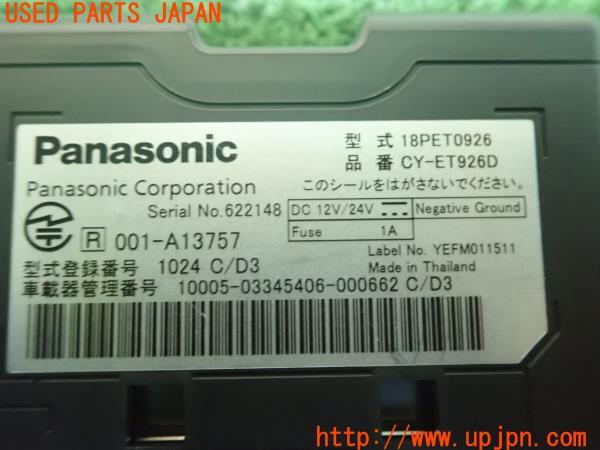 USED PARTS JAPAN
Panasonic
型 式 18PET0926
品 番 CY-ET926D
Panasonic Corporation
このシールをはがさないでください。
Serial No.622148
DC 12V/24V
Negative Ground
Fuse 1A
R 001-A13757
Label No. YEFM011511
型式登録番号 1024 C/D3
Made in Thailand
車載器管理番号 10005-03345406-000662 C/D3
USED PARTS JAPAN
www.upjpn.com